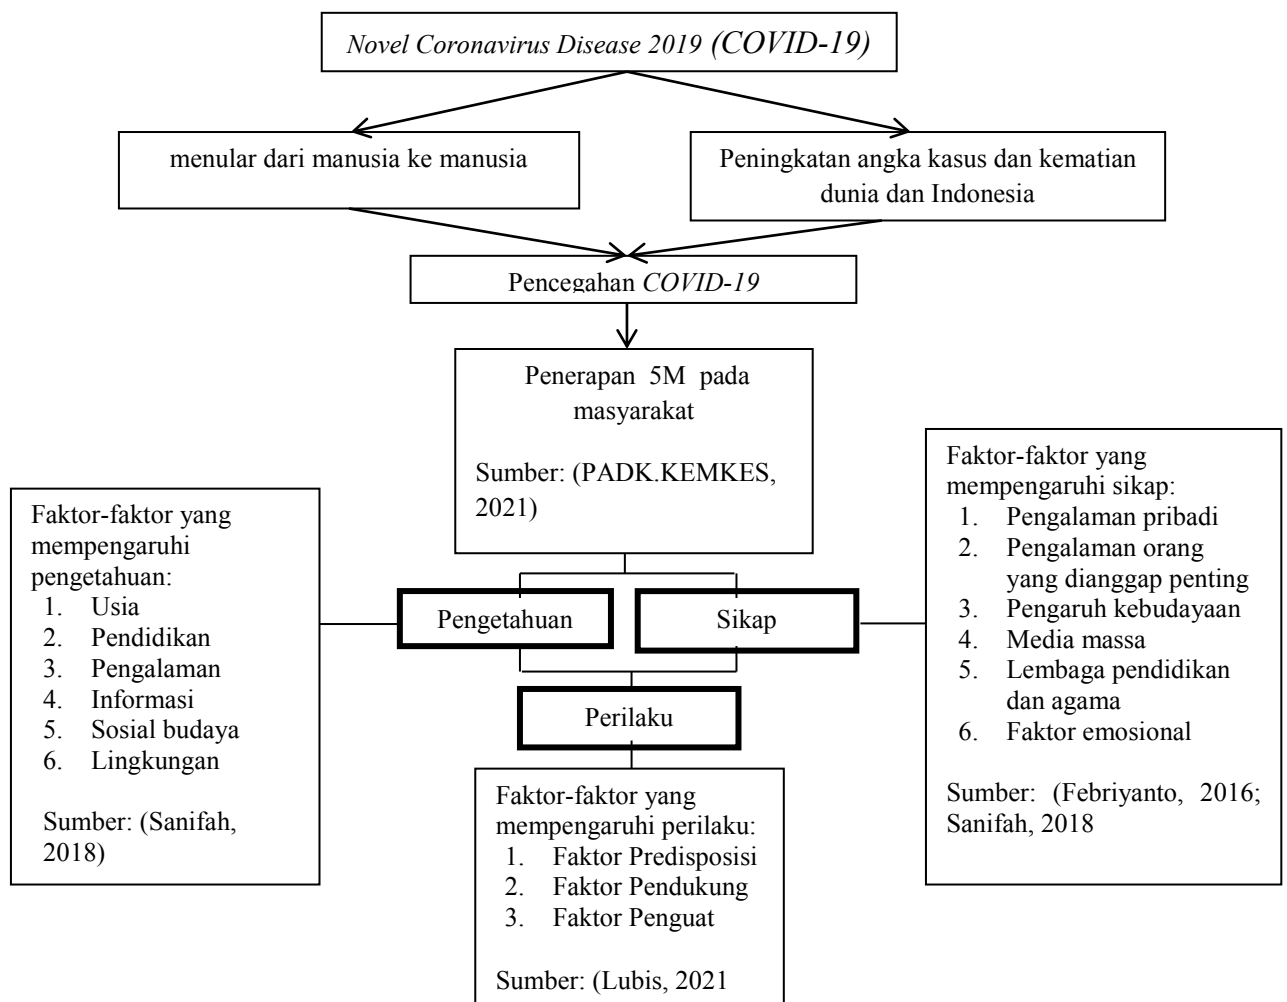 Novel Coronavirus Disease 2019 (COVID-19)
menular dari manusia ke manusia
Peningkatan angka kasus dan kematian
dunia dan Indonesia
Pencegahan COVID-19
Penerapan 5M pada
masyarakat
Sumber: (PADK.KEMKES,
2021)
Faktor-faktor yang
mempengaruhi
pengetahuan:
1. Usia
2. Pendidikan
3. Pengalaman
4. Informasi
5. Sosial budaya
6. Lingkungan
Sumber: (Sanifah,
2018)
Pengetahuan
Sikap
Perilaku
Faktor-faktor yang
mempengaruhi sikap:
1. Pengalaman pribadi
2. Pengalaman orang
yang dianggap penting
3. Pengaruh kebudayaan
4. Media massa
5. Lembaga pendidikan
dan agama
6. Faktor emosional
Sumber: (Febriyanto, 2016;
Sanifah, 2018
Faktor-faktor yang
mempengaruhi perilaku:
1. Faktor Predisposisi
2. Faktor Pendukung
3. Faktor Penguat
Sumber: (Lubis, 2021